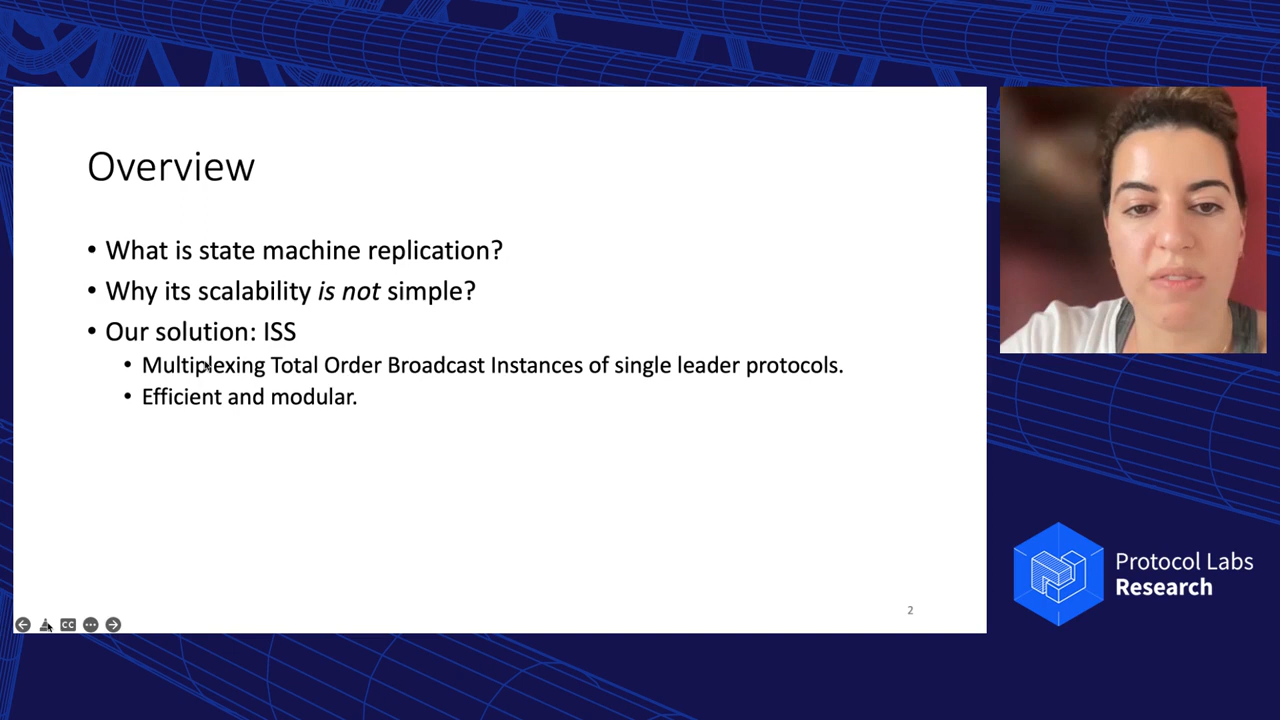 Overview
• What is state machine replication?
• Why its scalability is not simple?
• Our solution: ISS
• Multiplexing Total Order Broadcast Instances of single leader protocols.
• Efficient and modular.
2
CC
Protocol Labs
Research